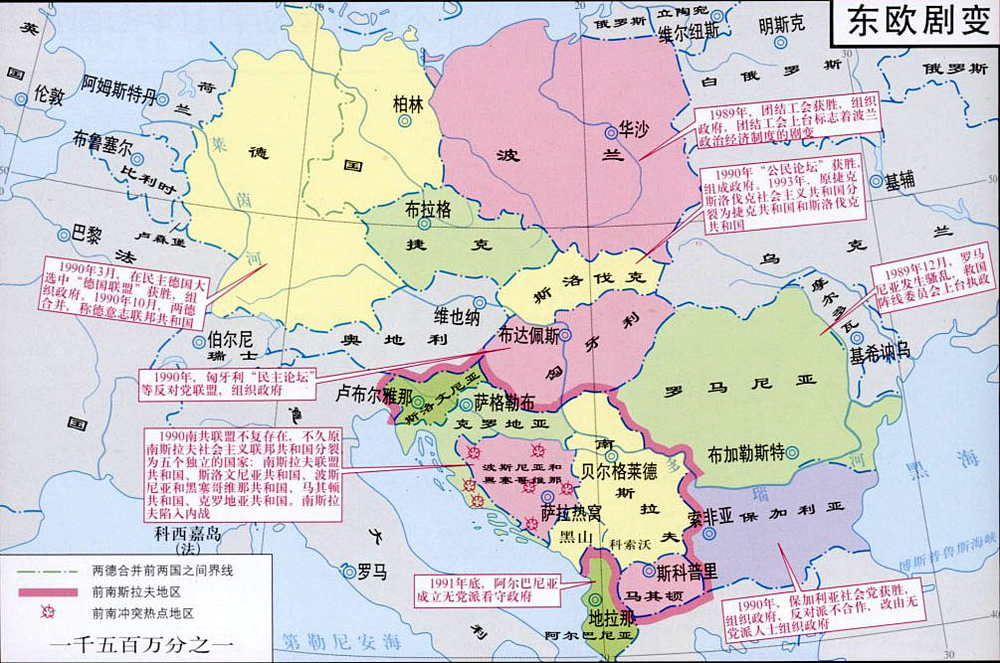 东欧剧变
英
国
伦敦
阿姆斯特丹
荷
兰
布鲁塞尔
比利时
卢森堡
巴黎
法
国
莱
茵
河
德
国
柏林
俄罗斯
立陶宛
维尔纽斯
明斯克
白俄罗斯
俄罗斯
波
兰
华沙
基辅
乌克兰
布拉格
捷克
斯洛伐克
维也纳
奥地利
伯尔尼
瑞士
布达佩斯
匈
牙
利
摩尔多瓦
基希讷乌
罗马尼亚
布加勒斯特
多
瑙
河
黑海
卢布尔雅那
斯洛文尼亚
萨格勒布
克罗地亚
波斯尼亚和
黑塞哥维那
萨拉热窝
南
斯
拉
夫
贝尔格莱德
黑山
科索沃
索非亚
保加利亚
斯科普里
马其顿
地拉那
阿尔巴尼亚
博斯普鲁斯海峡
意
大
利
罗马
科西嘉岛
(法)
第勒尼安海
1989年，团结工会获胜，组织
政府，团结工会上台标志着波兰
政治经济制度的剧变
1990年“公民论坛”获胜，
组成政府。1993年，原捷克
斯洛伐克社会主义共和国分
裂为捷克共和国和斯洛伐克
共和国
1989年12月，罗马
尼亚发生骚乱，救国
阵线委员会上台执政
1990年3月，在民主德国大
选中“德国联盟”获胜，组
织政府。1990年10月，两德
合并，称德意志联邦共和国
1990年，匈牙利“民主论坛”
等反对党联盟，组织政府
1990南共联盟不复存在，不久原
南斯拉夫社会主义联邦共和国分裂
为五个独立的国家：南斯拉夫联盟
共和国、斯洛文尼亚共和国、波斯
尼亚和黑塞哥维那共和国、马其顿
共和国、克罗地亚共和国。南斯拉
夫陷入内战
1991年底，阿尔巴尼亚
成立无党派看守政府
1990年，保加利亚社会党获胜，
组织政府，反对派不合作，改由无
党派人士组织政府
两德合并前两国之间界线
前南斯拉夫地区
前南冲突热点地区
一千五百万分之一
10
20
30
50
50
40
20
30